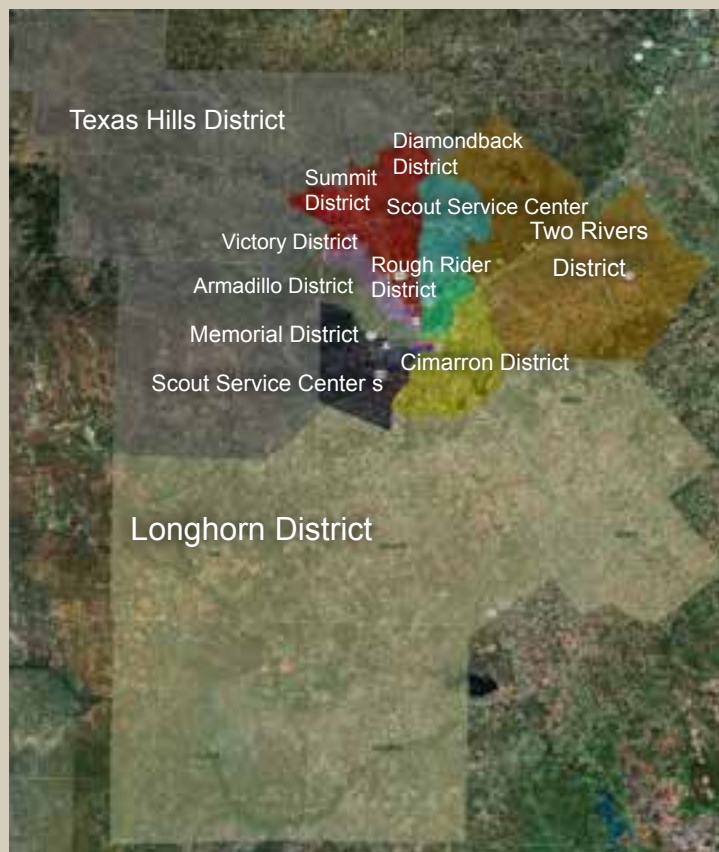 Texas Hills District
Diamondback
District
Summit
District
Scout Service Center
Two Rivers
District
Victory District
Rough Rider
District
Armadillo District
Memorial District
Cimarron District
Scout Service Center s
Longhorn District